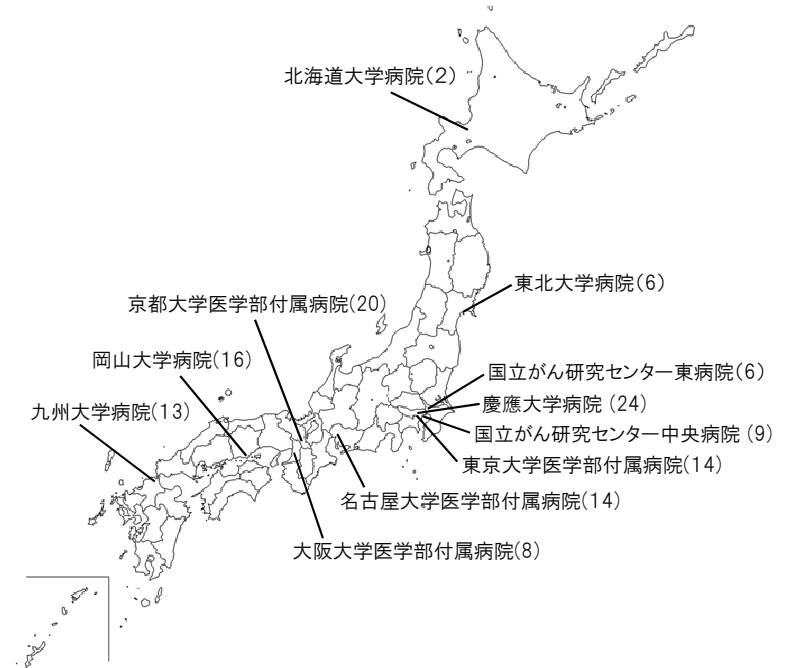 北海道大学病院(2)
東北大学病院(6)
京都大学医学部付属病院(20)
岡山大学病院(16)
国立がん研究センター東病院(6)
九州大学病院(13)
慶應大学病院 (24)
国立がん研究センター中央病院 (9)
東京大学医学部付属病院(14)
名古屋大学医学部付属病院(14)
大阪大学医学部付属病院(8)